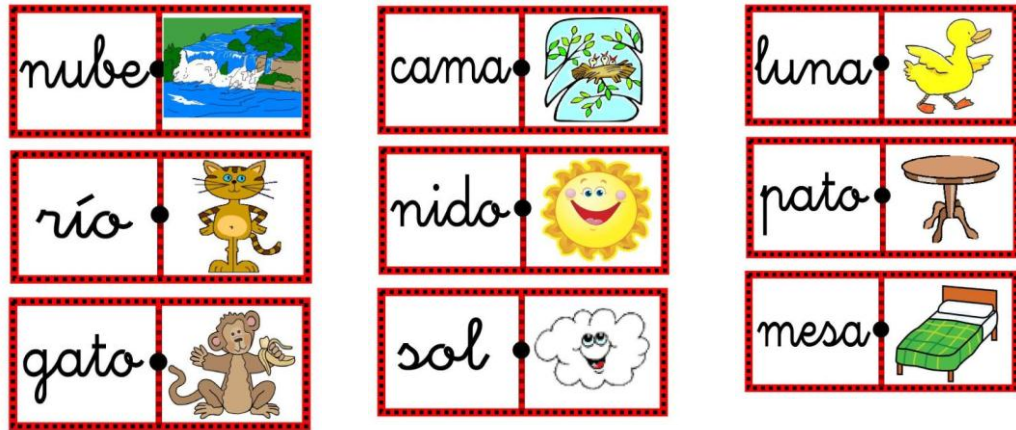 nube
río
gato
cama
nido
sol
luna
pato
mesa